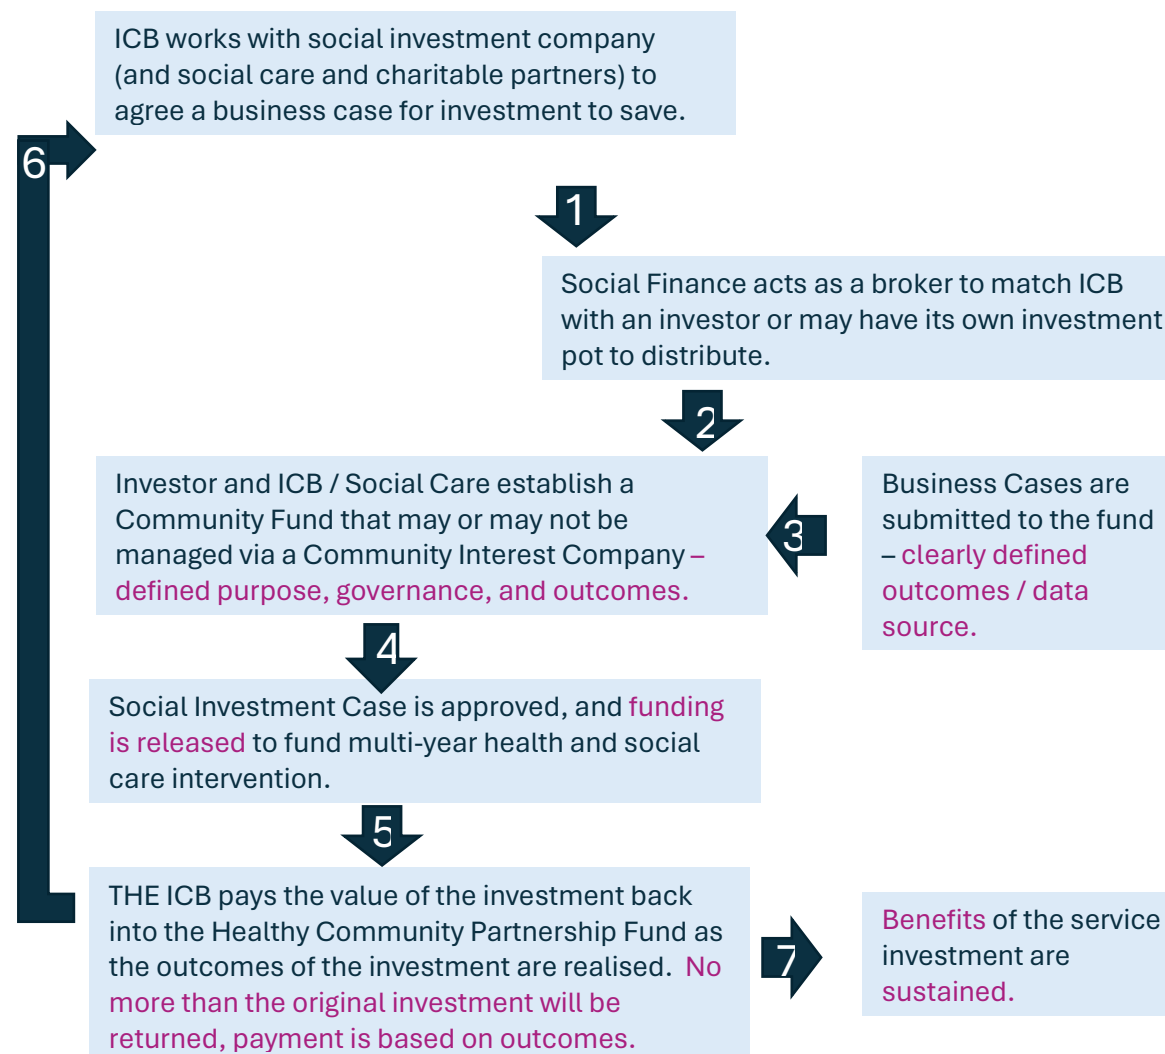 ICB works with social investment company
(and social care and charitable partners) to
agree a business case for investment to save.
6
1
Social Finance acts as a broker to match ICB
with an investor or may have its own investment
pot to distribute.
2
Investor and ICB / Social Care establish a
Community Fund that may or may not be
managed via a Community Interest Company –
defined purpose, governance, and outcomes.
3
Business Cases are
submitted to the fund
– clearly defined
outcomes / data
source.
4
Social Investment Case is approved, and funding
is released to fund multi-year health and social
care intervention.
5
THE ICB pays the value of the investment back
into the Healthy Community Partnership Fund as
the outcomes of the investment are realised. No
more than the original investment will be
returned, payment is based on outcomes.
7
Benefits of the service
investment are
sustained.